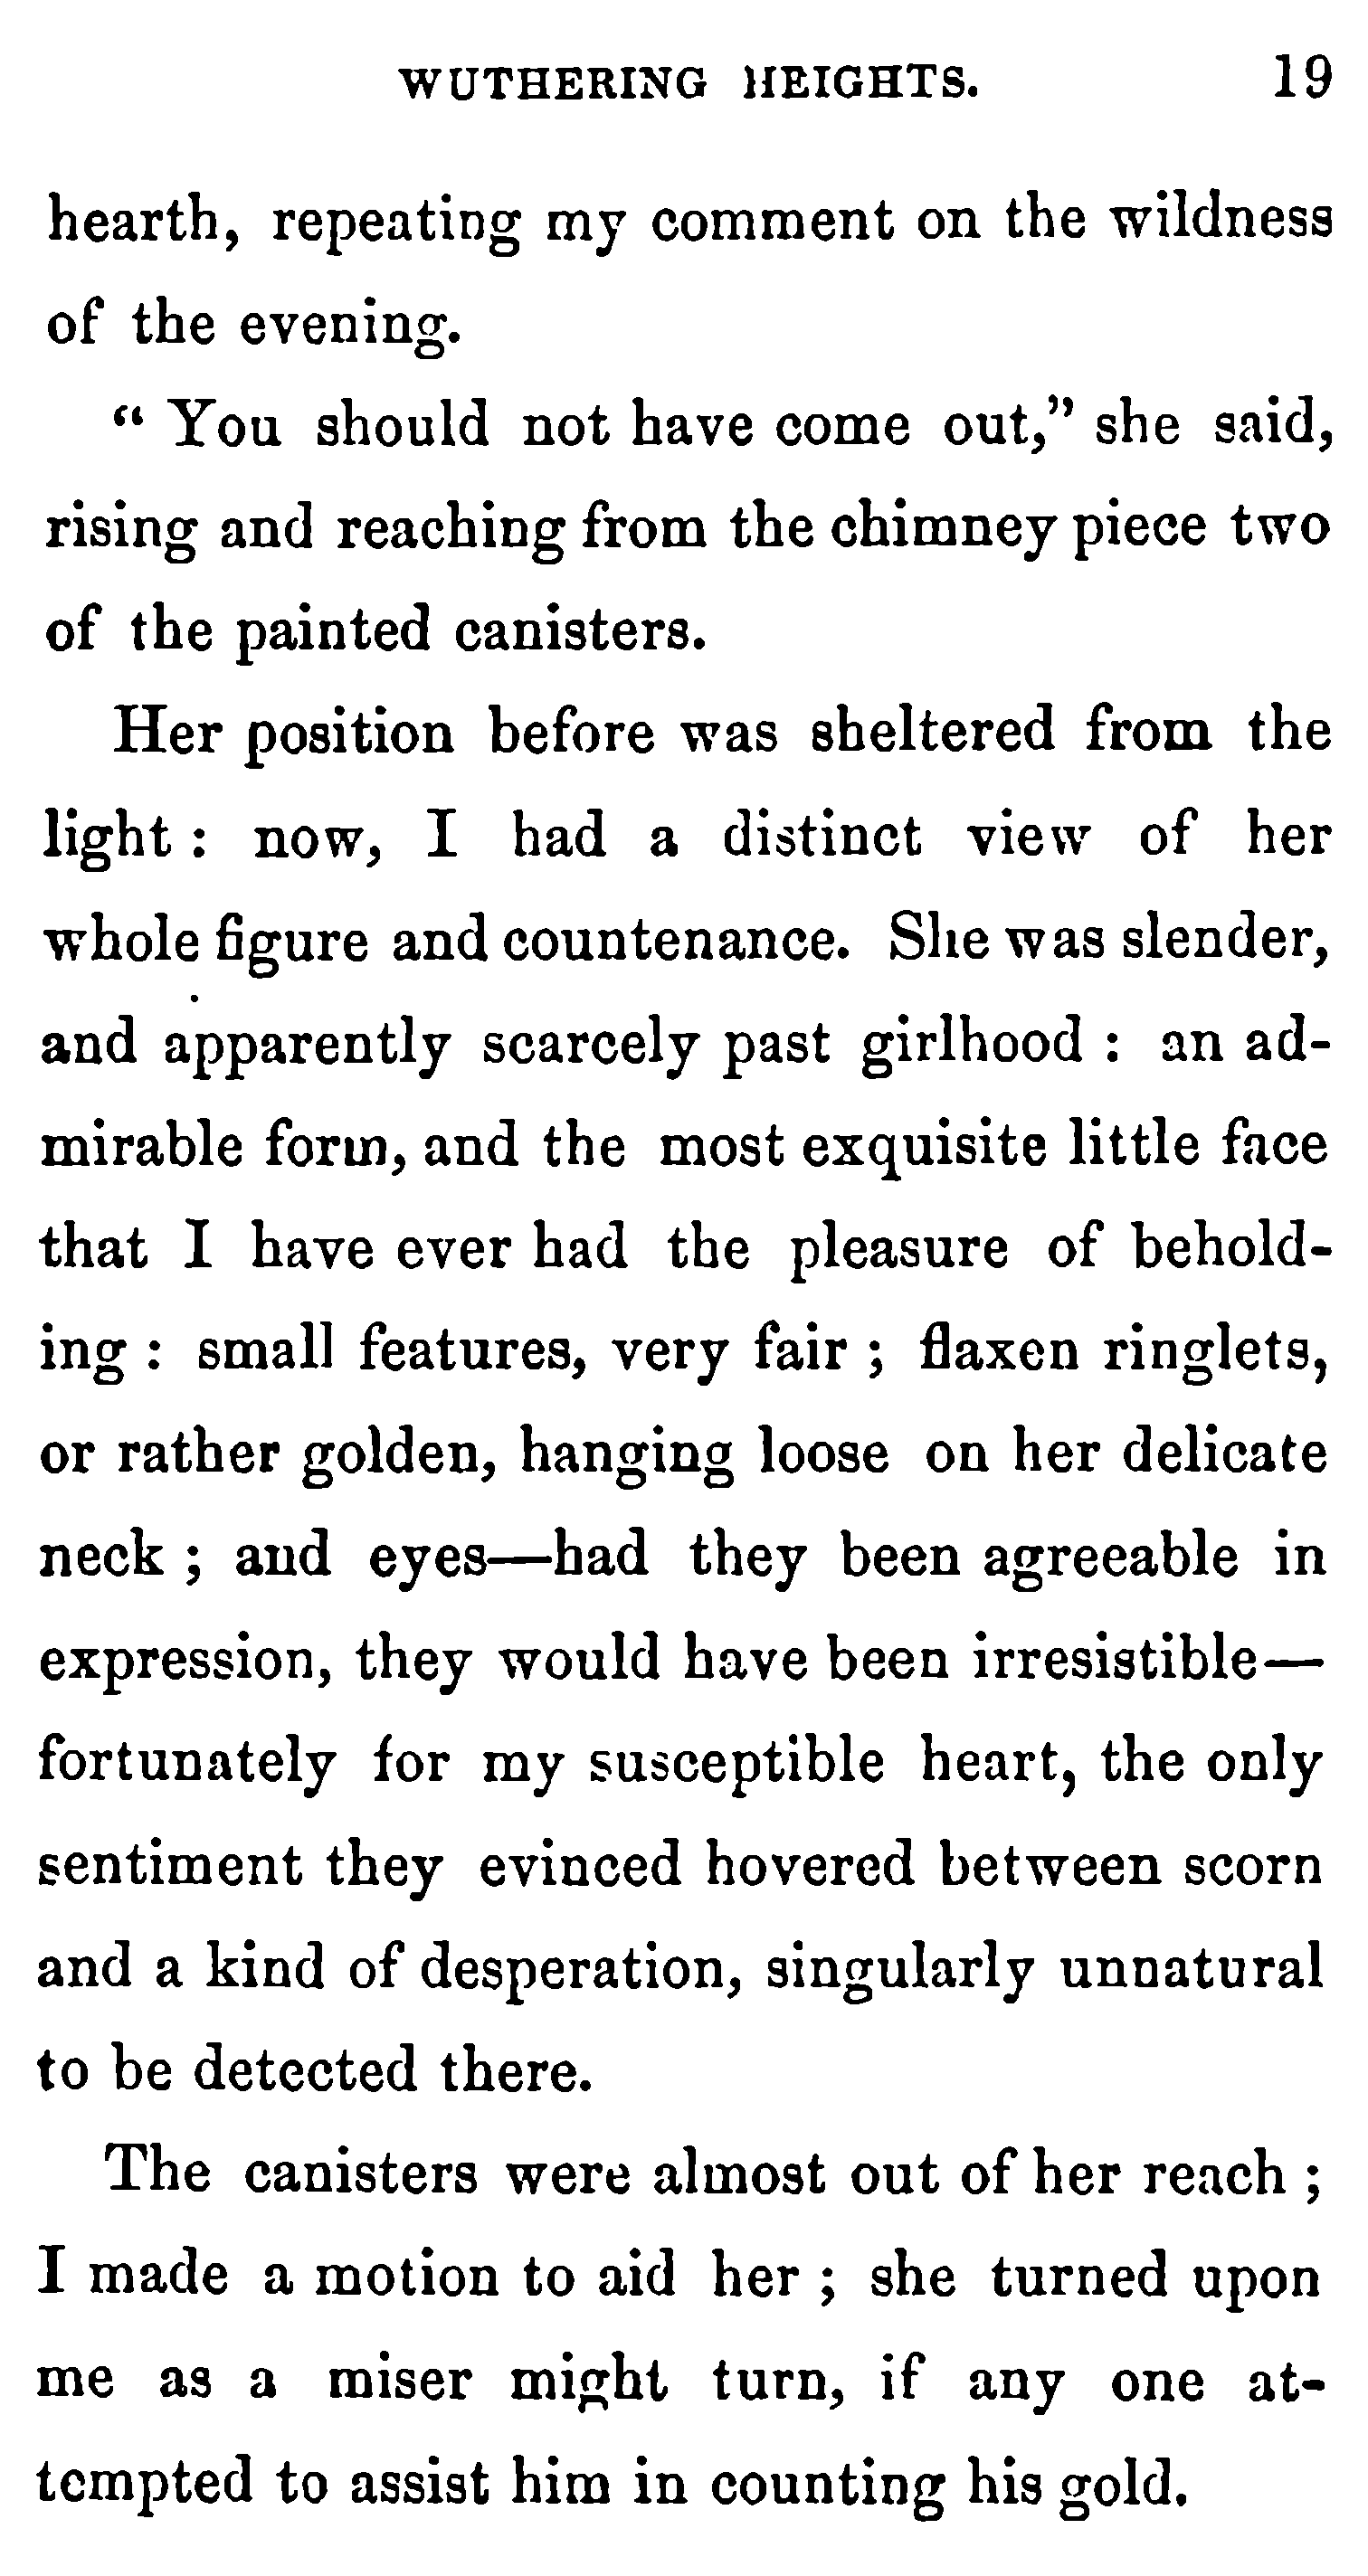 WUTHERING HEIGHTS. 19
hearth, repeating my comment on the wildness
of the evening.
“ You should not have come out,” she said,
rising and reaching from the chimney piece two
of the painted canisters.
Her position before was sheltered from the
light : now, I had a distinct view of her
whole figure and countenance. She was slender,
and apparently scarcely past girlhood : an ad-
mirable form, and the most exquisite little face
that I have ever had the pleasure of behold-
ing : small features, very fair ; flaxen ringlets,
or rather golden, hanging loose on her delicate
neck ; and eyes—had they been agreeable in
expression, they would have been irresistible—
fortunately for my susceptible heart, the only
sentiment they evinced hovered between scorn
and a kind of desperation, singularly unnatural
to be detected there.
The canisters were almost out of her reach ;
I made a motion to aid her ; she turned upon
me as a miser might turn, if any one at-
tempted to assist him in counting his gold.